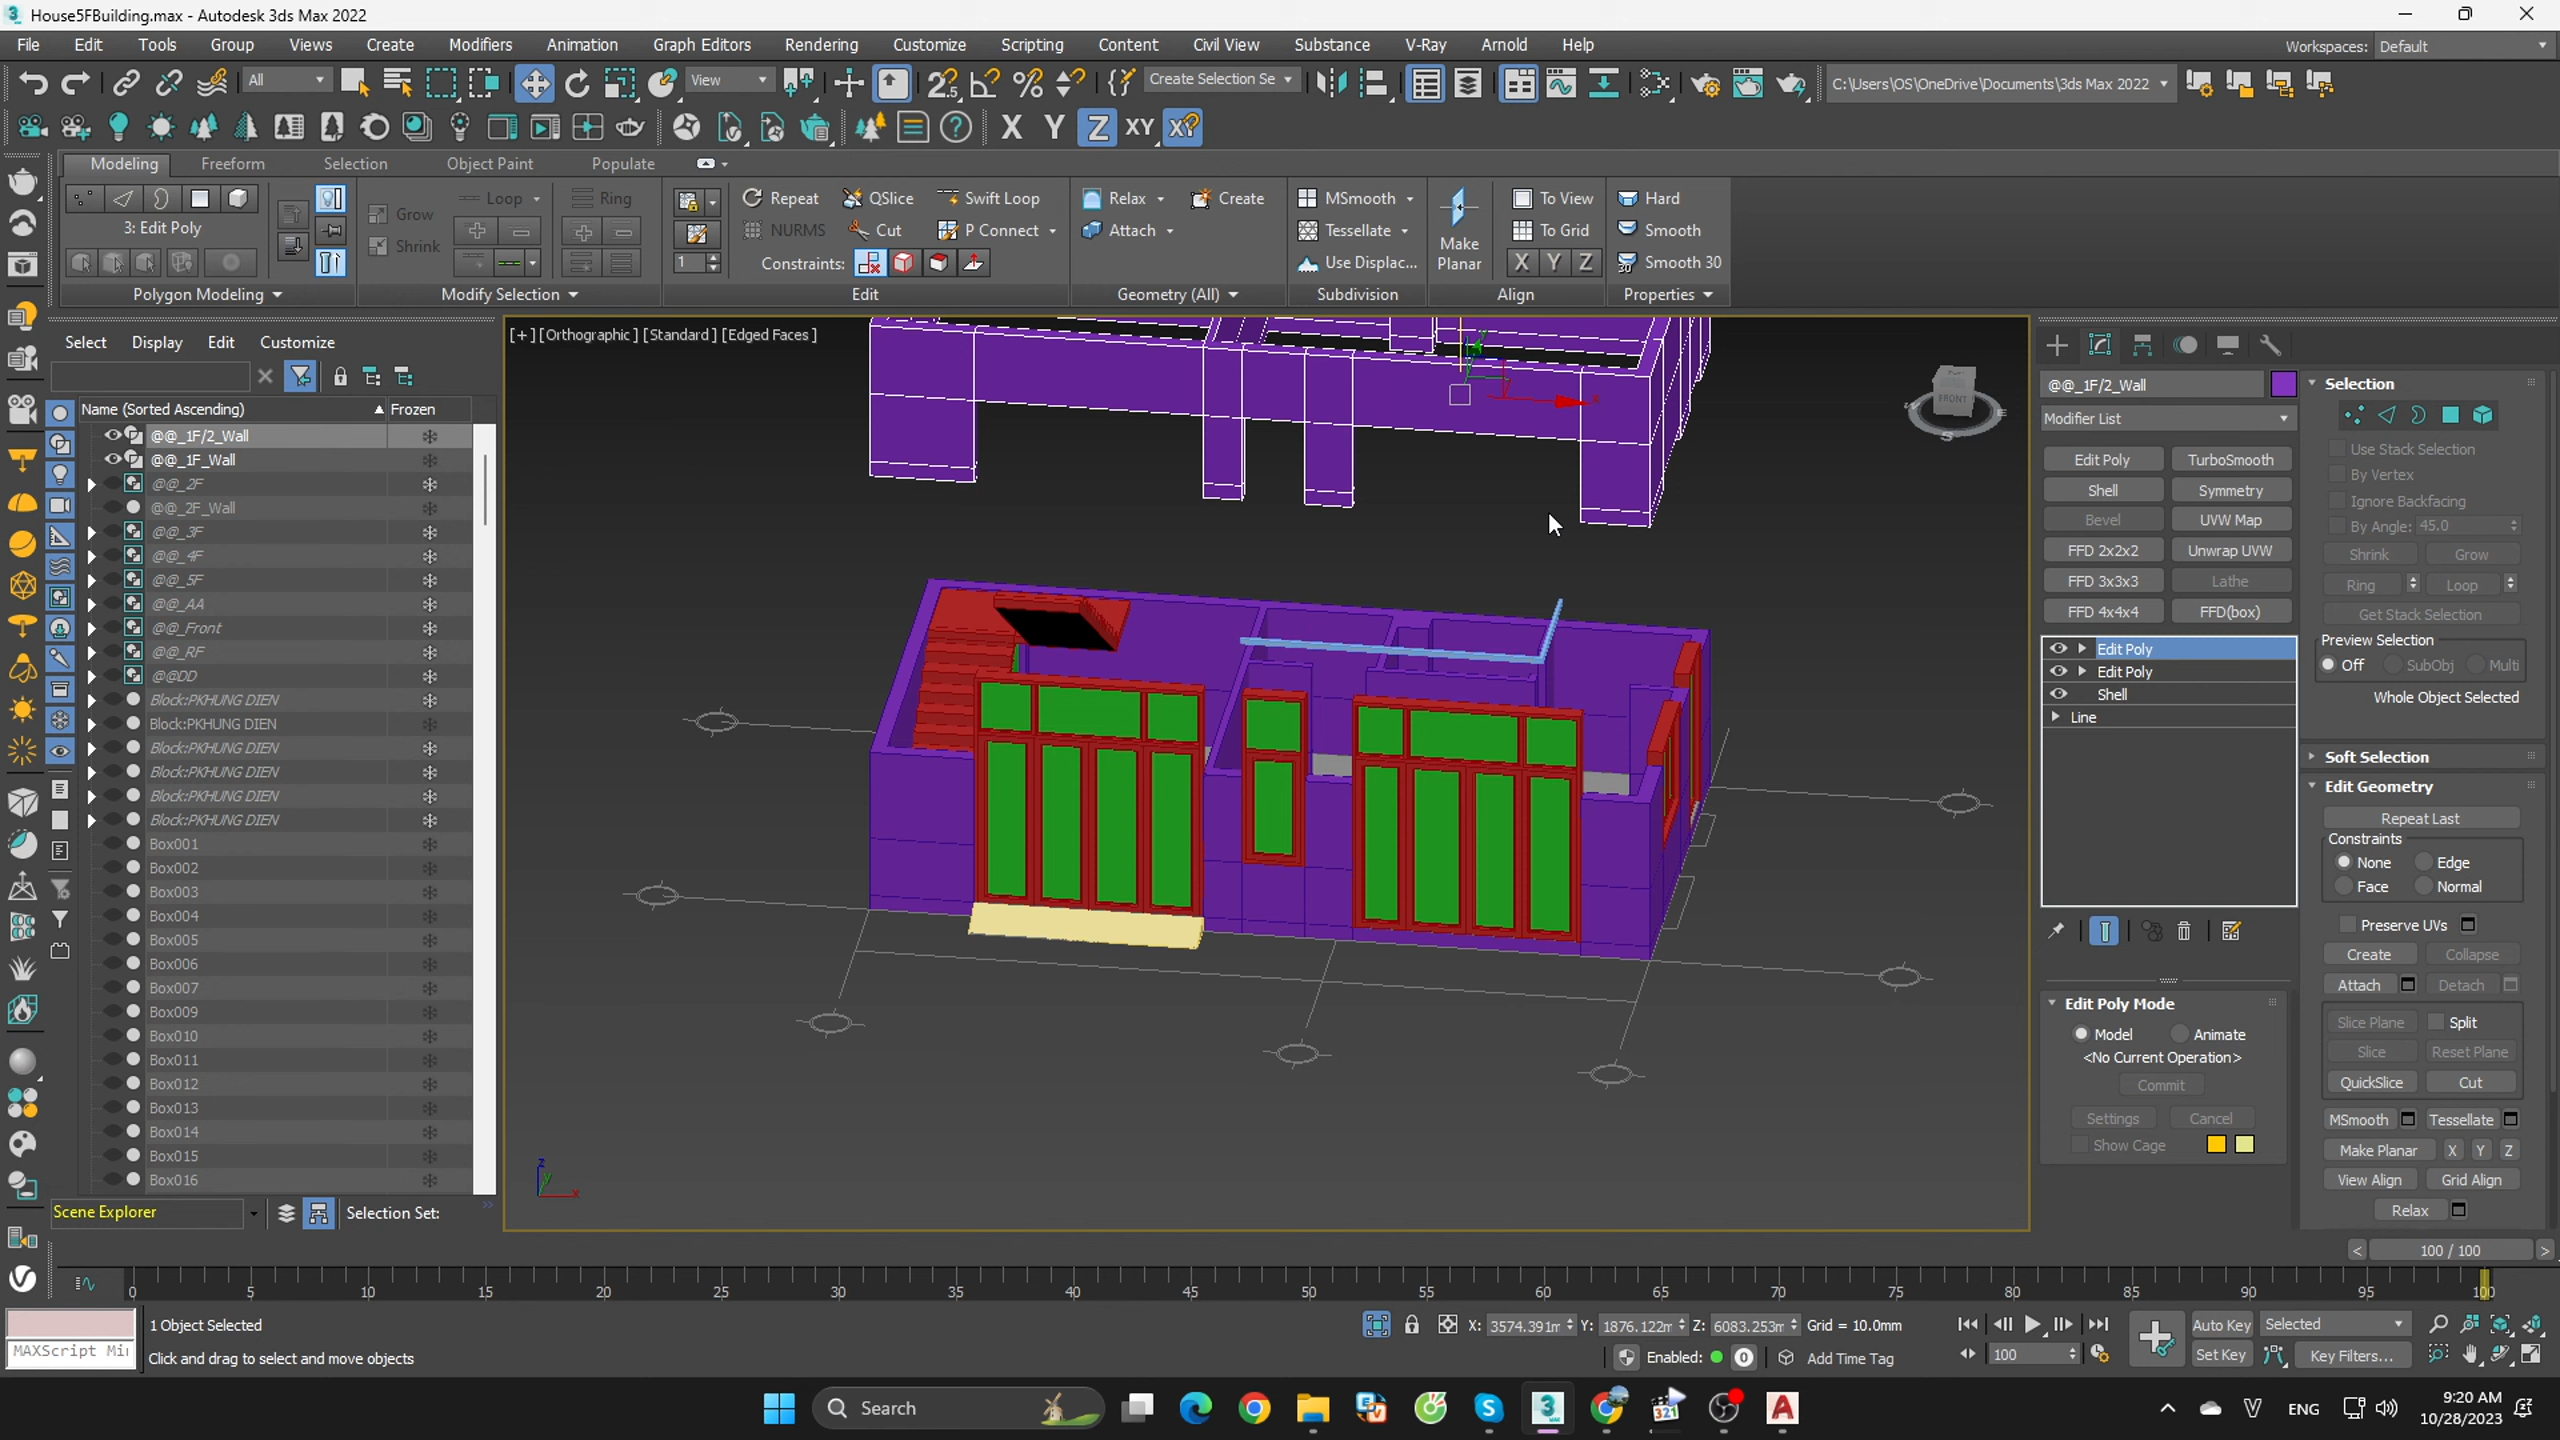 House5FBuilding.max - Autodesk 3ds Max 2022
File Edit Tools Group Views Create Modifiers Animation Graph Editors Rendering Customize Scripting Content Civil View Substance V-Ray Arnold Help
Workspaces: Default
All View Create Selection Se C:\Users\OS\OneDrive\Documents\3ds Max 2022
X Y Z XY
Modeling Freeform Selection Object Paint Populate
3: Edit Poly
Grow Loop Ring
Shrink
1
Repeat QSlice Swift Loop
NURMS Cut P Connect
Constraints:
Relax Create
Attach
MSmooth
Tessellate
Use Displac...
Make Planar
To View
To Grid
X Y Z
Hard
Smooth
Smooth 30
Polygon Modeling Modify Selection Edit Geometry (All) Subdivision Align Properties
Select Display Edit Customize
Name (Sorted Ascending) Frozen
@@_1F/2_Wall
@@_1F_Wall
@@_2F
@@_2F_Wall
@@_3F
@@_4F
@@_5F
@@_AA
@@_Front
@@_RF
@@DD
Block:PKHUNG DIEN
Block:PKHUNG DIEN
Block:PKHUNG DIEN
Block:PKHUNG DIEN
Block:PKHUNG DIEN
Block:PKHUNG DIEN
Box001
Box002
Box003
Box004
Box005
Box006
Box007
Box009
Box010
Box011
Box012
Box013
Box014
Box015
Box016
Scene Explorer Selection Set:
[+] [Orthographic] [Standard] [Edged Faces]
FRONT
@@_1F/2_Wall
Modifier List
Edit Poly TurboSmooth
Shell Symmetry
Bevel UVW Map
FFD 2x2x2 Unwrap UVW
FFD 3x3x3 Lathe
FFD 4x4x4 FFD(box)
Edit Poly
Edit Poly
Shell
Line
Edit Poly Mode
Model Animate
<No Current Operation>
Commit
Settings Cancel
Show Cage
Selection
Use Stack Selection
By Vertex
Ignore Backfacing
By Angle: 45.0
Shrink Grow
Ring Loop
Get Stack Selection
Preview Selection
Off SubObj Multi
Whole Object Selected
Soft Selection
Edit Geometry
Repeat Last
Constraints
None Edge
Face Normal
Preserve UVs
Create Collapse
Attach Detach
Slice Plane Split
Slice Reset Plane
QuickSlice Cut
MSmooth Tessellate
Make Planar X Y Z
View Align Grid Align
Relax
100 / 100
0 5 10 15 20 25 30 35 40 45 50 55 60 65 70 75 80 85 90 95 100
1 Object Selected
X: 3574.391m Y: 1876.122m Z: 6083.253m Grid = 10.0mm
Auto Key Selected
MAXScript Mi
Click and drag to select and move objects
Enabled: 0 Add Time Tag
100
Set Key Key Filters...
Search
ENG
9:20 AM
10/28/2023